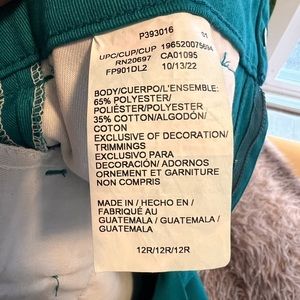 P393016 31
UPC/CUP/CUP 196520075694
RN20697 CA01095
FP901DL2 10/13/22
BODY/CUERPO/L'ENSEMBLE:
65% POLYESTER/
POLIÉSTER/POLYESTER
35% COTTON/ALGODÓN/
COTON
EXCLUSIVE OF DECORATION/
TRIMMINGS
EXCLUSIVO PARA
DECORACIÓN/ ADORNOS
ORNEMENT ET GARNITURE
NON COMPRIS
MADE IN / HECHO EN /
FABRIQUÉ AU
GUATEMALA / GUATEMALA /
GUATEMALA
12R/12R/12R